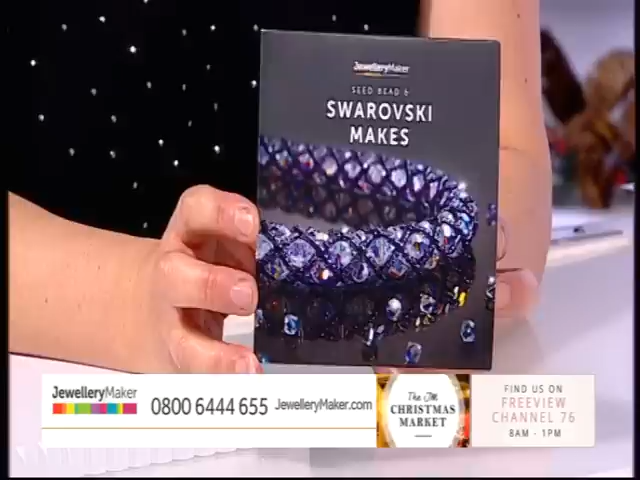 JewelleryMaker
SEED BEAD &
SWAROVSKI
MAKES
JewelleryMaker
0800 6444 655
JewelleryMaker.com
The JM
CHRISTMAS
MARKET
FIND US ON
FREEVIEW
CHANNEL 76
8AM - 1PM